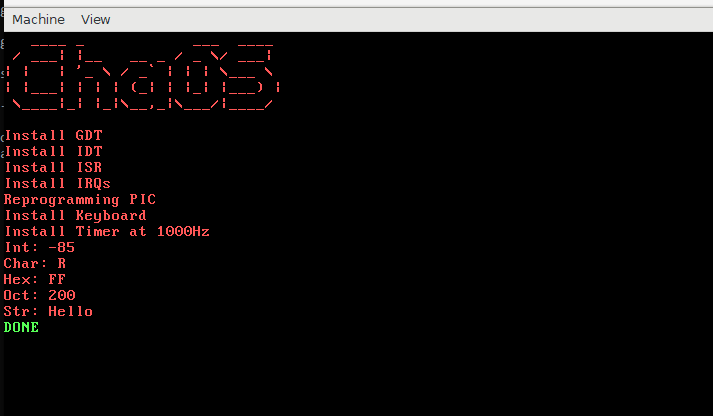 Machine View
ChaOS
Install GDT
Install IDT
Install ISR
Install IRQs
Reprogramming PIC
Install Keyboard
Install Timer at 1000Hz
Int: -85
Char: R
Hex: FF
Oct: 200
Str: Hello
DONE